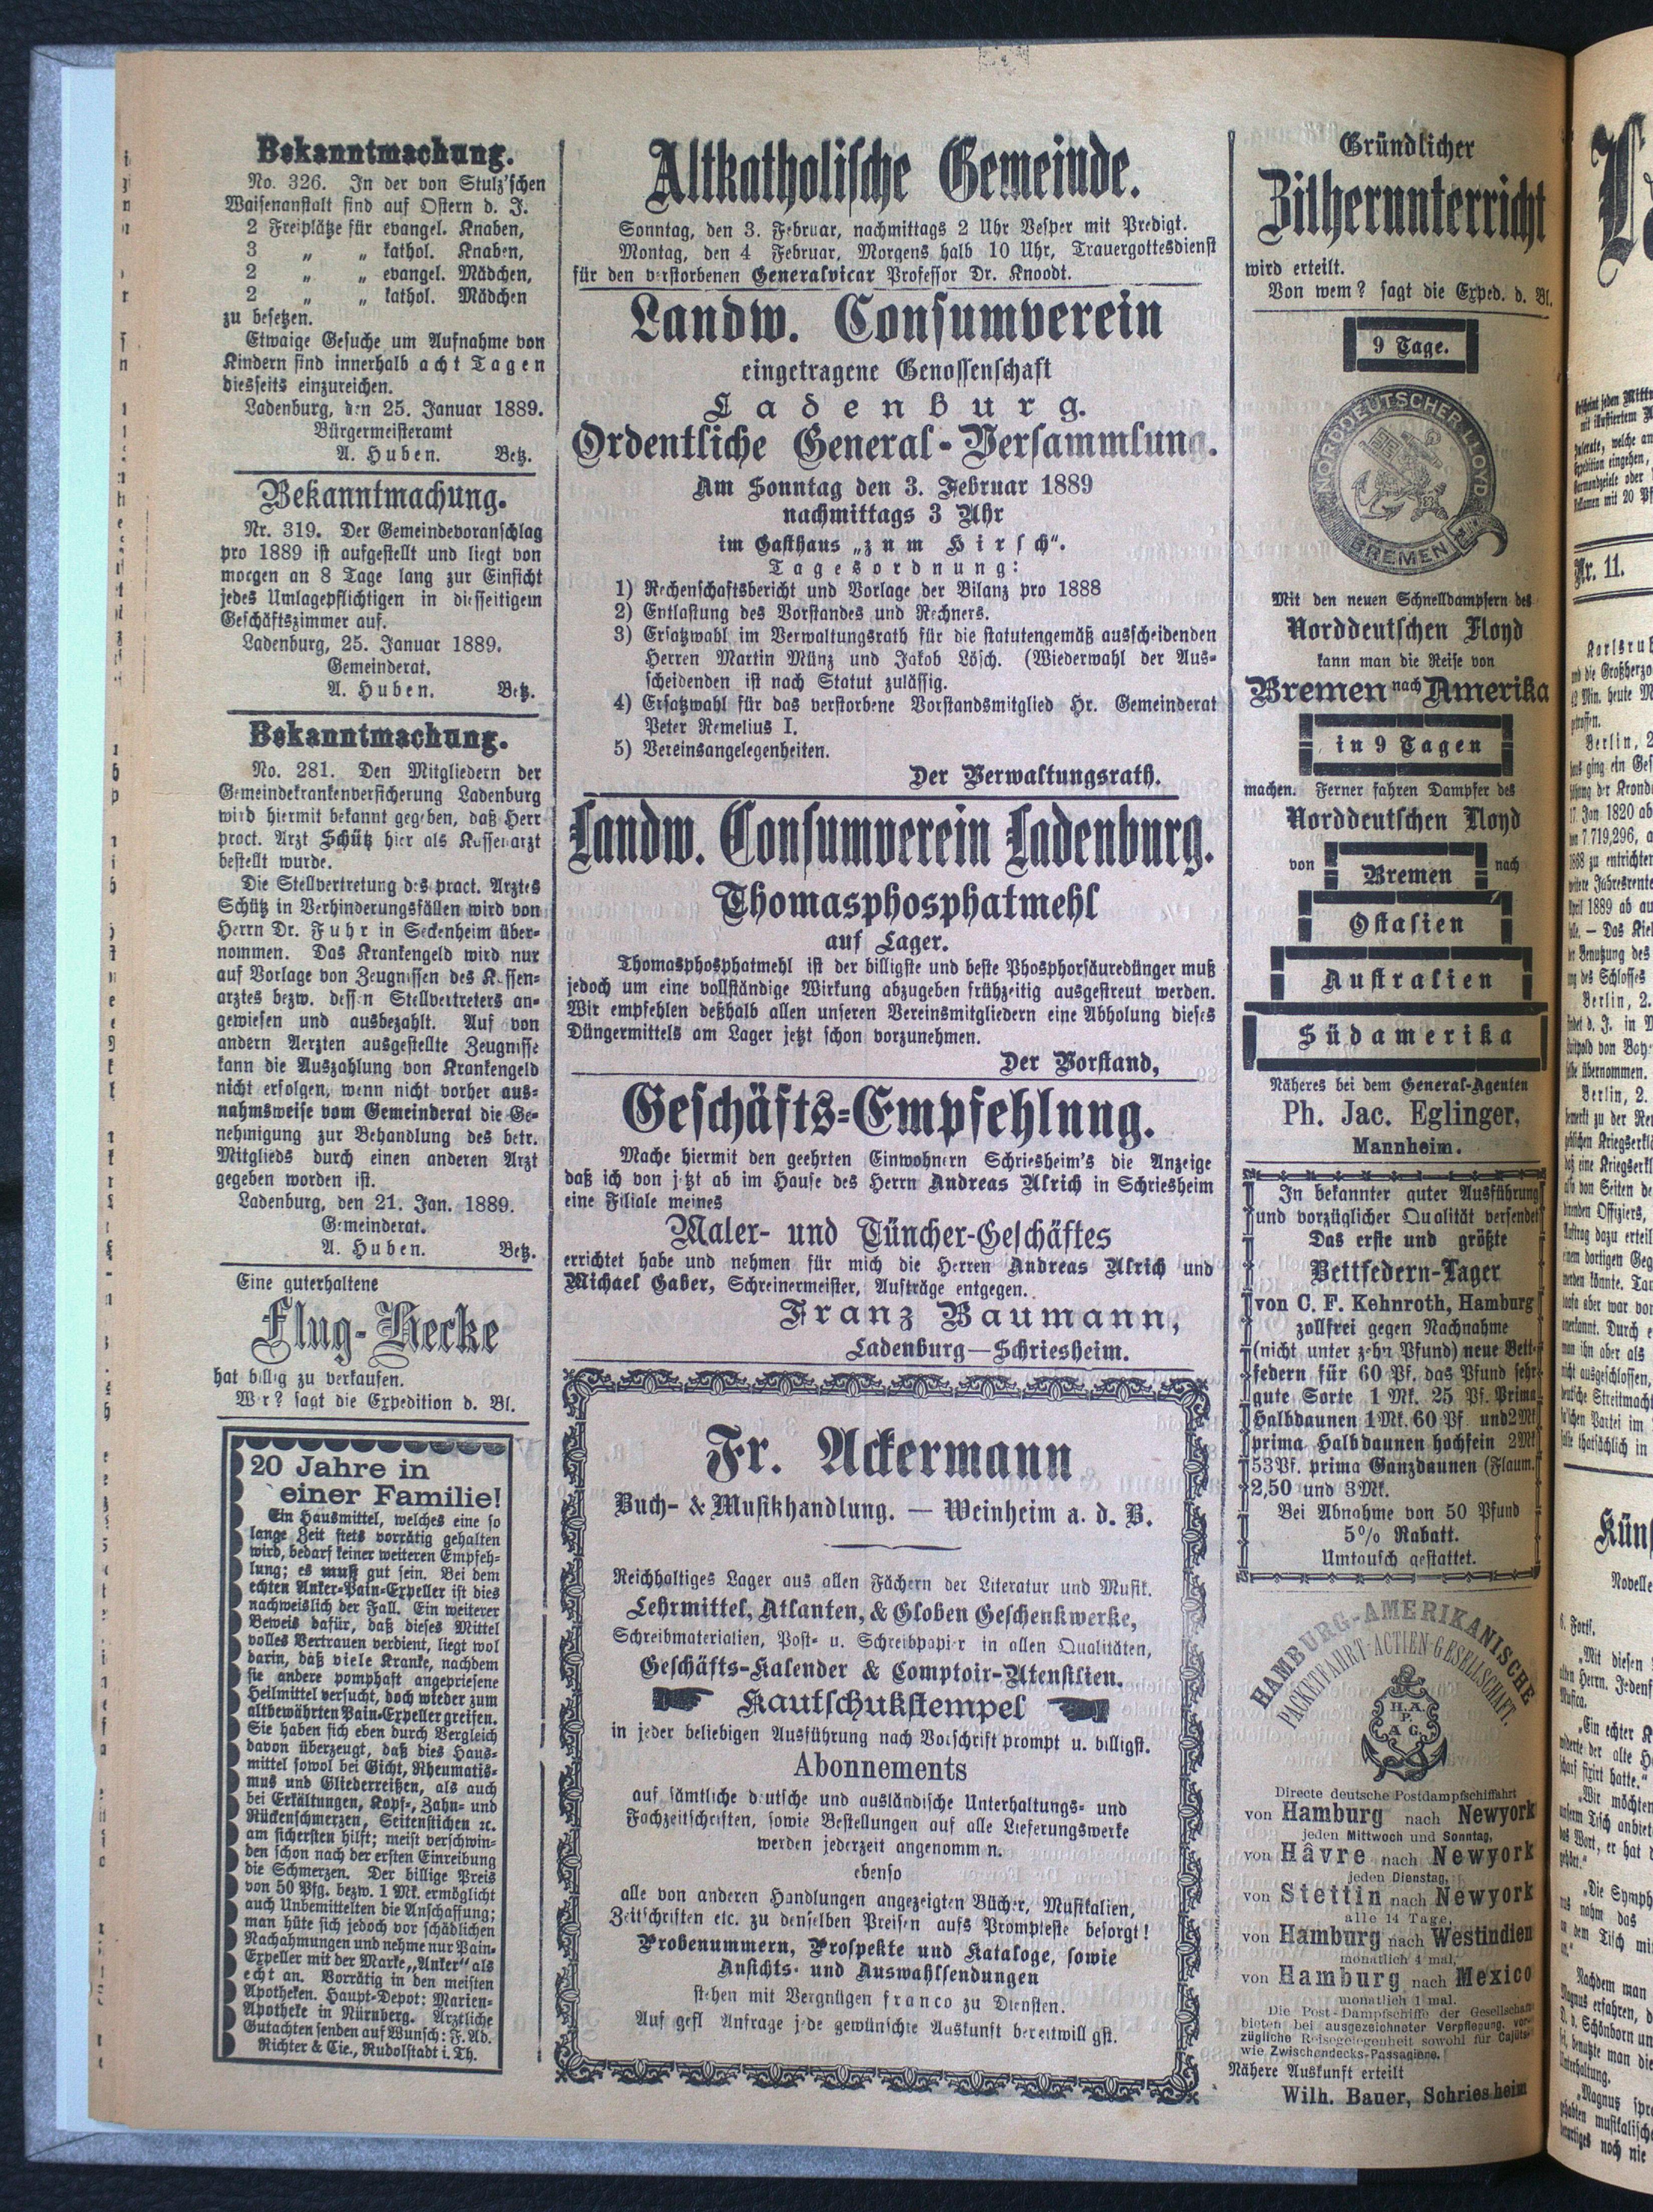 Bekanntmachung.
No. 326. In der von Stulz'schen
Waisenanstalt sind auf Ostern d. J.
2 Freiplätze für evangel. Knaben,
3 „ „ kathol. Knaben,
2 „ „ evangel. Mädchen,
2 „ „ kathol. Mädchen
zu besetzen.
Etwaige Gesuche um Aufnahme von
Kindern sind innerhalb acht Tagen
diesseits einzureichen.
Ladenburg, den 25. Januar 1889.
Bürgermeisteramt
A. Huben. Betz.
Bekanntmachung.
Nr. 319. Der Gemeindevoranschlag
pro 1889 ist aufgestellt und liegt von
morgen an 8 Tage lang zur Einsicht
jedes Umlagepflichtigen in diesseitigem
Geschäftszimmer auf.
Ladenburg, 25. Januar 1889.
Gemeinderat.
A. Huben. Betz.
Bekanntmachung.
No. 281. Den Mitgliedern der
Gemeindekrankenversicherung Ladenburg
wird hiermit bekannt gegeben, daß Herr
pract. Arzt Schütz hier als Kassenarzt
bestellt wurde.
Die Stellvertretung des pract. Arztes
Schütz in Verhinderungsfällen wird von
Herrn Dr. Fuhr in Seckenheim über-
nommen. Das Krankengeld wird nur
auf Vorlage von Zeugnissen des Kassen-
arztes bezw. dessen Stellvertreters an-
gewiesen und ausbezahlt. Auf von
andern Aerzten ausgestellte Zeugnisse
kann die Auszahlung von Krankengeld
nicht erfolgen, wenn nicht vorher aus-
nahmsweise vom Gemeinderat die Ge-
nehmigung zur Behandlung des betr.
Mitglieds durch einen anderen Arzt
gegeben worden ist.
Ladenburg, den 21. Jan. 1889.
Gemeinderat.
A. Huben. Betz.
Eine guterhaltene
Flug-Hecke
hat billig zu verkaufen.
Wer? sagt die Expedition d. Bl.
20 Jahre in
einer Familie!
Ein Hausmittel, welches eine so
lange Zeit stets vorrätig gehalten
wird, bedarf keiner weiteren Empfeh-
lung; es muß gut sein. Bei dem
echten Anker-Pain-Expeller ist dies
nachweislich der Fall. Ein weiterer
Beweis dafür, daß dieses Mittel
volles Vertrauen verdient, liegt wol
darin, daß viele Kranke, nachdem
sie andere pomphaft angepriesene
Heilmittel versucht, doch wieder zum
altbewährten Pain-Expeller greifen.
Sie haben sich eben durch Vergleich
davon überzeugt, daß dies Haus-
mittel sowol bei Gicht, Rheumatis-
mus und Gliederreißen, als auch
bei Erkältungen, Kopf-, Zahn- und
Rückenschmerzen, Seitenstichen ꝛc.
am sichersten hilft; meist verschwin-
den schon nach der ersten Einreibung
die Schmerzen. Der billige Preis
von 50 Pfg. bezw. 1 Mk. ermöglicht
auch Unbemittelten die Anschaffung;
man hüte sich jedoch vor schädlichen
Nachahmungen und nehme nur Pain-
Expeller mit der Marke „Anker" als
echt an. Vorrätig in den meisten
Apotheken. Haupt-Depot: Marien-
Apotheke in Nürnberg. Ärztliche
Gutachten senden auf Wunsch: F. Ad.
Richter & Cie., Rudolstadt i. Th.
Altkatholische Gemeinde.
Sonntag, den 3. Februar, nachmittags 2 Uhr Vesper mit Predigt.
Montag, den 4 Februar, Morgens halb 10 Uhr, Trauergottesdienst
für den verstorbenen Generalvicar Professor Dr. Knoodt.
Landw. Consumverein
eingetragene Genossenschaft
Ladenburg.
Ordentliche General-Versammlung.
Am Sonntag den 3. Februar 1889
nachmittags 3 Uhr
im Gasthaus „zum Hirsch".
Tagesordnung:
1) Rechenschaftsbericht und Vorlage der Bilanz pro 1888
2) Entlastung des Vorstandes und Rechners.
3) Ersatzwahl im Verwaltungsrath für die statutengemäß ausscheidenden
Herren Martin Münz und Jakob Lösch. (Wiederwahl der Aus-
scheidenden ist nach Statut zulässig.
4) Ersatzwahl für das verstorbene Vorstandsmitglied Hr. Gemeinderat
Peter Remelius I.
5) Vereinsangelegenheiten.
Der Verwaltungsrath.
Landw. Consumverein Ladenburg.
Thomasphosphatmehl
auf Lager.
Thomasphosphatmehl ist der billigste und beste Phosphorsäuredünger muß
jedoch um eine vollständige Wirkung abzugeben frühzeitig ausgestreut werden.
Wir empfehlen deßhalb allen unseren Vereinsmitgliedern eine Abholung dieses
Düngermittels am Lager jetzt schon vorzunehmen.
Der Vorstand,
Geschäfts-Empfehlung.
Mache hiermit den geehrten Einwohnern Schriesheim's die Anzeige
daß ich von jetzt ab im Hause des Herrn Andreas Ulrich in Schriesheim
eine Filiale meines
Maler- und Tüncher-Geschäftes
errichtet habe und nehmen für mich die Herren Andreas Ulrich und
Michael Gaber, Schreinermeister, Aufträge entgegen.
Franz Baumann,
Ladenburg—Schriesheim.
Fr. Ackermann
Buch- & Musikhandlung. — Weinheim a. d. B.
Reichhaltiges Lager aus allen Fächern der Literatur und Musik.
Lehrmittel, Atlanten, & Globen Geschenkwerke,
Schreibmaterialien, Post- u. Schreibpapier in allen Qualitäten,
Geschäfts-Kalender & Comptoir-Utensilien.
Kautschukstempel
in jeder beliebigen Ausführung nach Vorschrift prompt u. billigst.
Abonnements
auf sämtliche deutsche und ausländische Unterhaltungs- und
Fachzeitschriften, sowie Bestellungen auf alle Lieferungswerke
werden jederzeit angenommen.
ebenso
alle von anderen Handlungen angezeigten Bücher, Musikalien,
Zeitschriften etc. zu denselben Preisen aufs Prompteste besorgt!
Probenummern, Prospekte und Kataloge, sowie
Ansichts- und Auswahlsendungen
stehen mit Vergnügen franco zu Diensten.
Auf gefl Anfrage jede gewünschte Auskunft bereitwilligst.
Gründlicher
Zitherunterricht
wird erteilt.
Von wem? sagt die Exped. d. Bl.
9 Tage.
NORDDEUTSCHER LLOYD
BREMEN
Mit den neuen Schnelldampfern des
Norddeutschen Lloyd
kann man die Reise von
Bremen nach Amerika
in 9 Tagen
machen. Ferner fahren Dampfer des
Norddeutschen Lloyd
von Bremen nach
Ostasien
Australien
Südamerika
Näheres bei dem General-Agenten
Ph. Jac. Eglinger,
Mannheim.
In bekannter guter Ausführung
und vorzüglicher Qualität versendet
Das erste und größte
Bettfedern-Lager
von C. F. Kehnroth, Hamburg
zollfrei gegen Nachnahme
(nicht unter zehn Pfund) neue Bett-
federn für 60 Pf. das Pfund sehr
gute Sorte 1 Mk. 25 Pf. Prima
Halbdaunen 1 Mk. 60 Pf. und 2 Mk
prima Halbdaunen hochfein 2 Mk
53 Pf. prima Ganzdaunen (Flaum.
2,50 und 3 Mk.
Bei Abnahme von 50 Pfund
5% Rabatt.
Umtausch gestattet.
HAMBURG-AMERIKANISCHE
PACKETFAHRT-ACTIEN-GESELLSCHAFT.
H. A.
P.
A. G.
Directe deutsche Postdampfschiffahrt
von Hamburg nach Newyork
jeden Mittwoch und Sonntag,
von Hâvre nach Newyork
jeden Dienstag,
von Stettin nach Newyork
alle 14 Tage,
von Hamburg nach Westindien
monatlich 4 mal,
von Hamburg nach Mexico
monatlich 1 mal.
Die Post-Dampfschiffe der Gesellschaft
bieten bei ausgezeichneter Verpflegung, vor-
zügliche Reisegelegenheit sowohl für Cajüts-
wie Zwischendecks-Passagiere.
Nähere Auskunft erteilt
Wilh. Bauer, Schriesheim
Nr. 11.